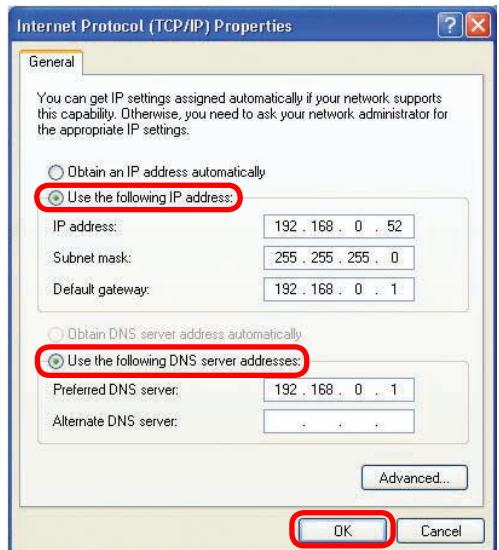 Internet Protocol (TCP/IP) Properties
General
You can get IP settings assigned automatically if your network supports
this capability. Otherwise, you need to ask your network administrator for
the appropriate IP settings.
Obtain an IP address automatically
Use the following IP address:
IP address: 192 . 168 . 0 . 52
Subnet mask: 255 . 255 . 255 . 0
Default gateway: 192 . 168 . 0 . 1
Obtain DNS server address automatically
Use the following DNS server addresses:
Preferred DNS server: 192 . 168 . 0 . 1
Alternate DNS server: . . .
Advanced...
OK Cancel